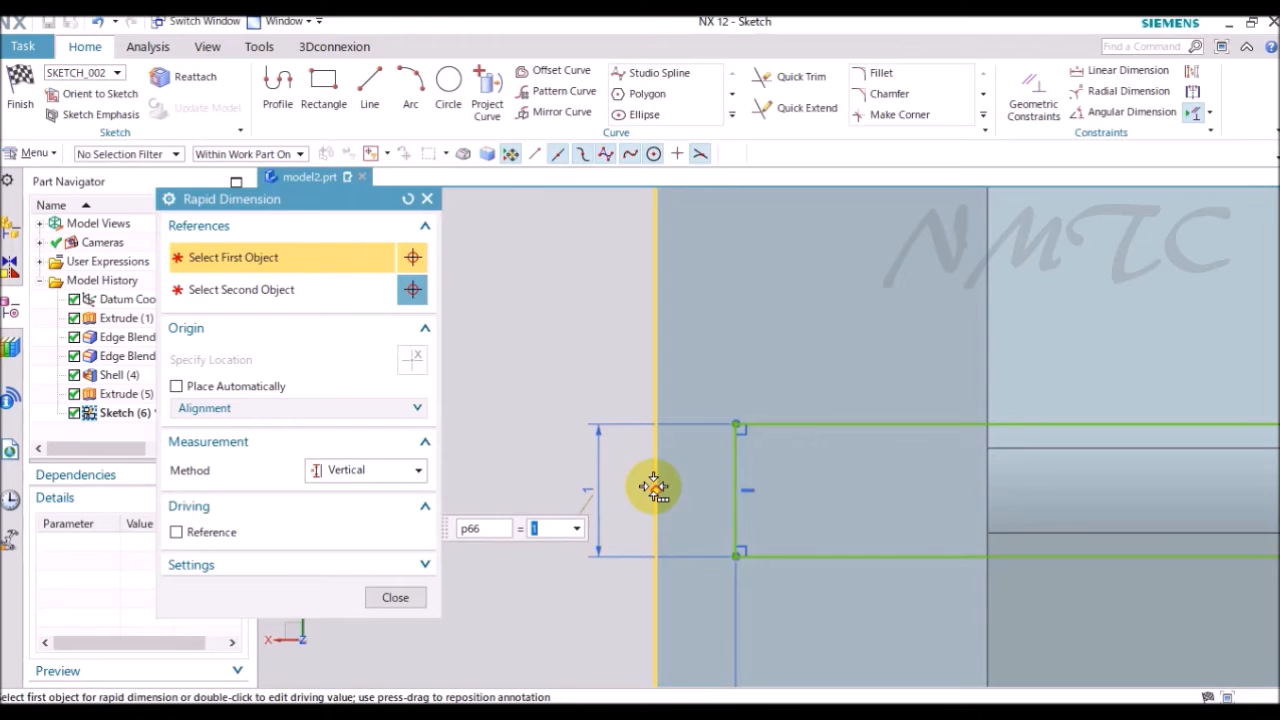 NX
Switch Window
Window
NX 12 - Sketch
SIEMENS
Task
Home
Analysis
View
Tools
3Dconnexion
Find a Command
SKETCH_002
Reattach
Orient to Sketch
Update Model
Finish
Sketch Emphasis
Sketch
Profile
Rectangle
Line
Arc
Circle
Project
Curve
Offset Curve
Pattern Curve
Mirror Curve
Studio Spline
Polygon
Ellipse
Curve
Quick Trim
Quick Extend
Fillet
Chamfer
Make Corner
Geometric
Constraints
Linear Dimension
Radial Dimension
Angular Dimension
Constraints
Menu
No Selection Filter
Within Work Part On
Part Navigator
model2.prt
Name
Model Views
Cameras
User Expressions
Model History
Datum Coo
Extrude (1)
Edge Blend
Edge Blend
Shell (4)
Extrude (5)
Sketch (6)
Dependencies
Details
Parameter
Value
Preview
Rapid Dimension
References
* Select First Object
* Select Second Object
Origin
Specify Location
Place Automatically
Alignment
Measurement
Method
Vertical
Driving
Reference
Settings
Close
p66
=
1
1
X
Z
NMTC
Select first object for rapid dimension or double-click to edit driving value; use press-drag to reposition annotation